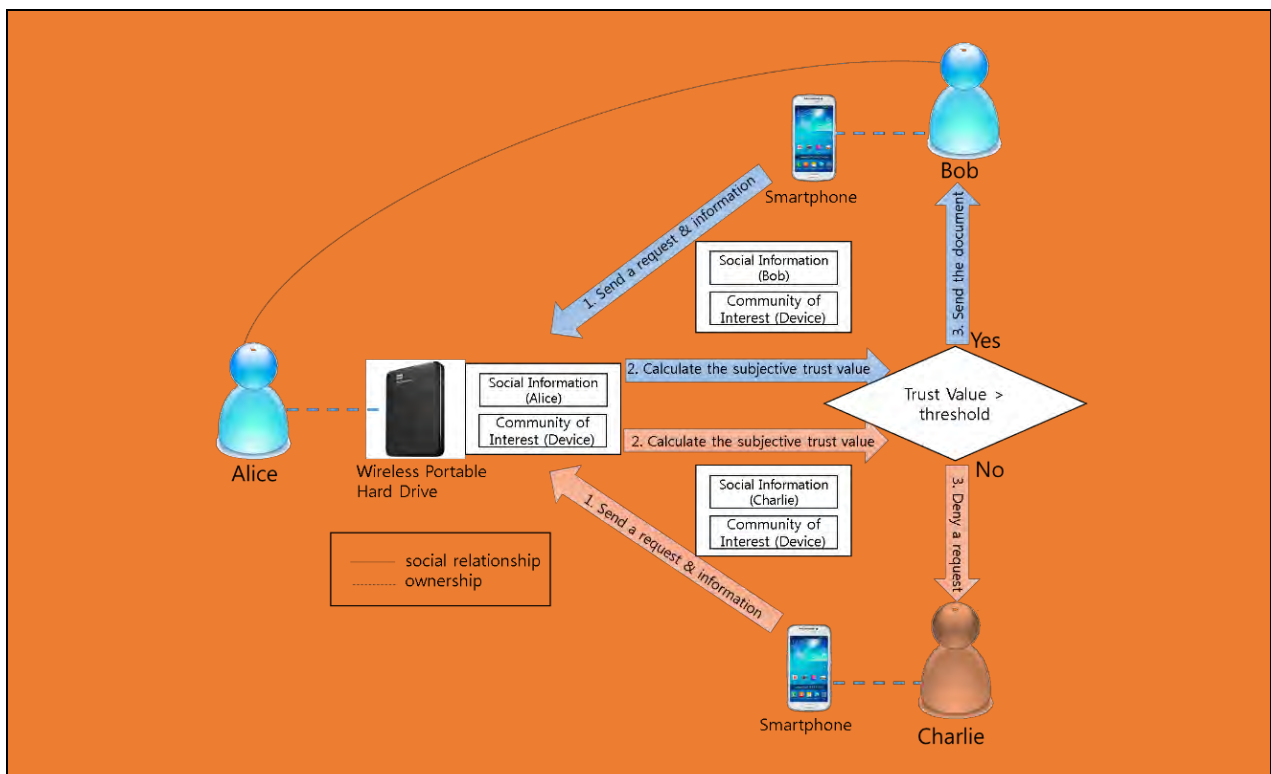 Bob
Smartphone
1. Send a request & information
Social Information
(Bob)
Community of
Interest (Device)
3. Send the document
Yes
2. Calculate the subjective trust value
Social Information
(Alice)
Community of
Interest (Device)
Trust Value >
threshold
2. Calculate the subjective trust value
Alice
Wireless Portable
Hard Drive
No
Social Information
(Charlie)
Community of
Interest (Device)
1. Send a request & information
3. Deny a request
social relationship
ownership
Smartphone
Charlie